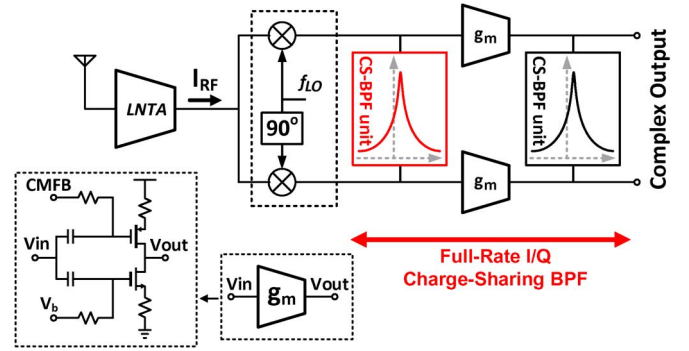 I_RF
LNTA
f_LO
90°
CS-BPF unit
g_m
g_m
CS-BPF unit
Complex Output
CMFB
Vin
Vout
V_b
Vin
g_m
Vout
Full-Rate I/Q
Charge-Sharing BPF